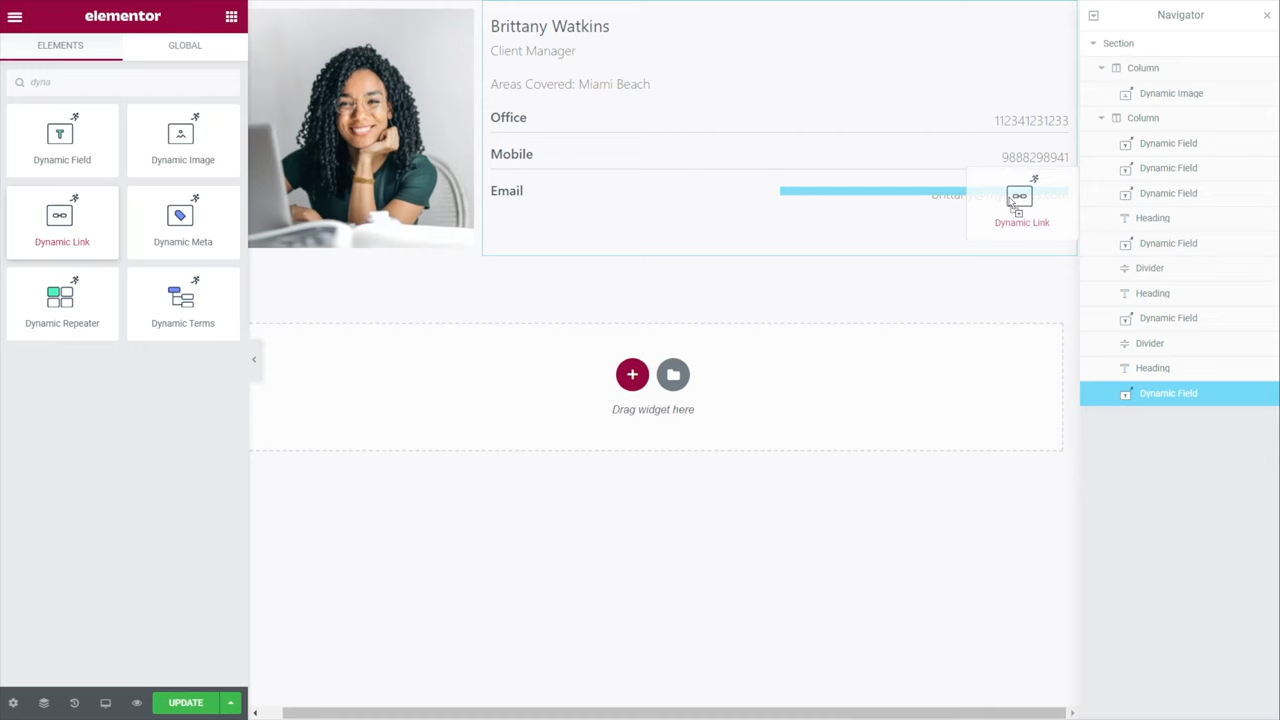 elementor
ELEMENTS
GLOBAL
dyna
Dynamic Field
Dynamic Image
Dynamic Link
Dynamic Meta
Dynamic Repeater
Dynamic Terms
UPDATE
Brittany Watkins
Client Manager
Areas Covered: Miami Beach
Office
112341231233
Mobile
9888298941
Email
Dynamic Link
Drag widget here
Navigator
Section
Column
Dynamic Image
Column
Dynamic Field
Dynamic Field
Dynamic Field
Heading
Dynamic Field
Divider
Heading
Dynamic Field
Divider
Heading
Dynamic Field